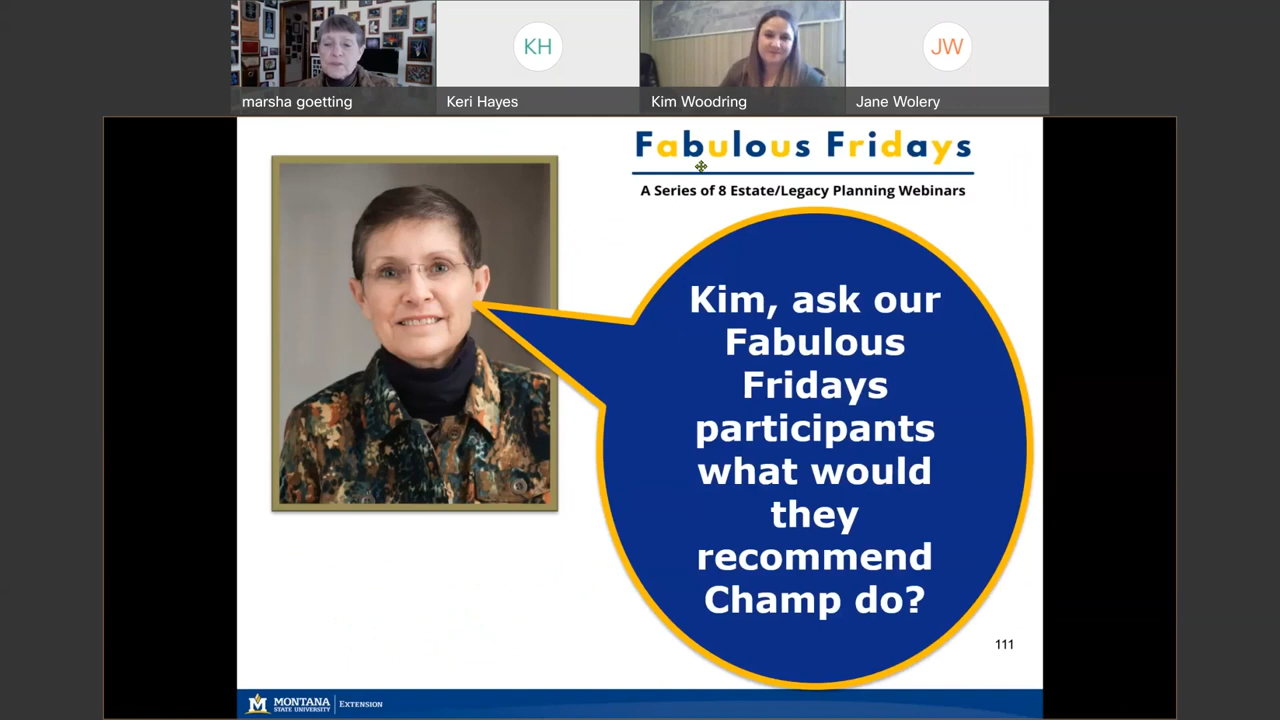 KH
JW
marsha goetting
Keri Hayes
Kim Woodring
Jane Wolery
Fabulous Fridays
A Series of 8 Estate/Legacy Planning Webinars
Kim, ask our
Fabulous
Fridays
participants
what would
they
recommend
Champ do?
111
M MONTANA
STATE UNIVERSITY
EXTENSION